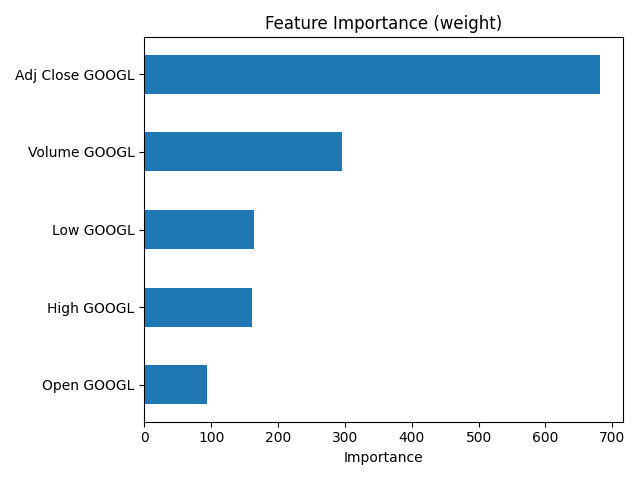 Feature Importance (weight)
Adj Close GOOGL
Volume GOOGL
Low GOOGL
High GOOGL
Open GOOGL
0 100 200 300 400 500 600 700
Importance